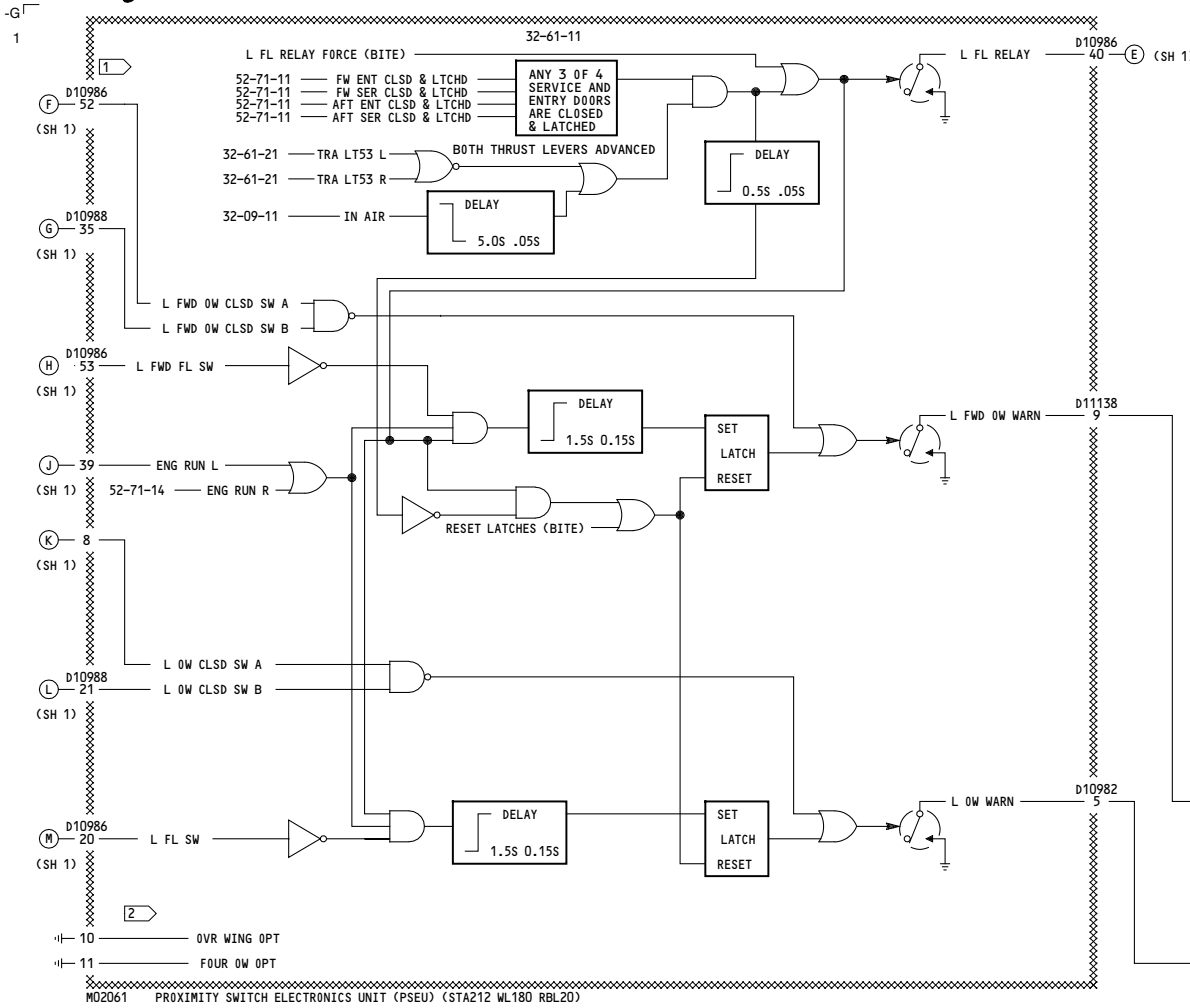 -G
1
32-61-11
1
L FL RELAY FORCE (BITE)
L FL RELAY
D10986
40
E
(SH 1)
52-71-11 FW ENT CLSD & LTCHD
52-71-11 FW SER CLSD & LTCHD
52-71-11 AFT ENT CLSD & LTCHD
52-71-11 AFT SER CLSD & LTCHD
ANY 3 OF 4
SERVICE AND
ENTRY DOORS
ARE CLOSED
& LATCHED
D10986
F 52
(SH 1)
BOTH THRUST LEVERS ADVANCED
32-61-21 TRA LT53 L
32-61-21 TRA LT53 R
DELAY
0.5S .05S
32-09-11 IN AIR
DELAY
5.0S .05S
D10988
G 35
(SH 1)
L FWD OW CLSD SW A
L FWD OW CLSD SW B
D10986
H 53 L FWD FL SW
(SH 1)
DELAY
1.5S 0.15S
SET
LATCH
RESET
L FWD OW WARN
D11138
9
J 39 ENG RUN L
(SH 1)
52-71-14 ENG RUN R
RESET LATCHES (BITE)
K 8
(SH 1)
L OW CLSD SW A
D10988
L 21 L OW CLSD SW B
(SH 1)
D10986
M 20 L FL SW
(SH 1)
DELAY
1.5S 0.15S
SET
LATCH
RESET
L OW WARN
D10982
5
2
10 OVR WING OPT
11 FOUR OW OPT
M02061 PROXIMITY SWITCH ELECTRONICS UNIT (PSEU) (STA212 WL180 RBL20)